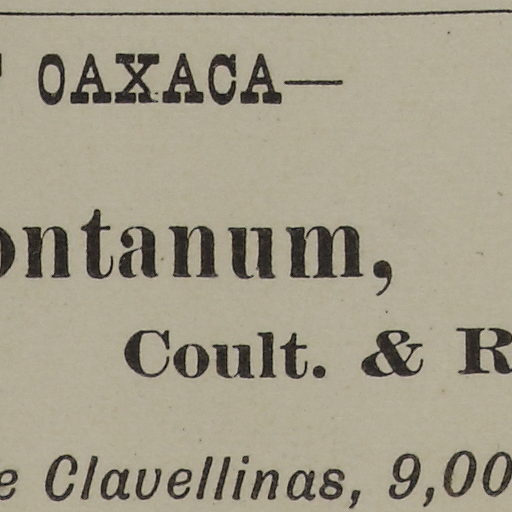 OAXACA—
ontanum,
Coult. & R
e Clavellinas, 9,00